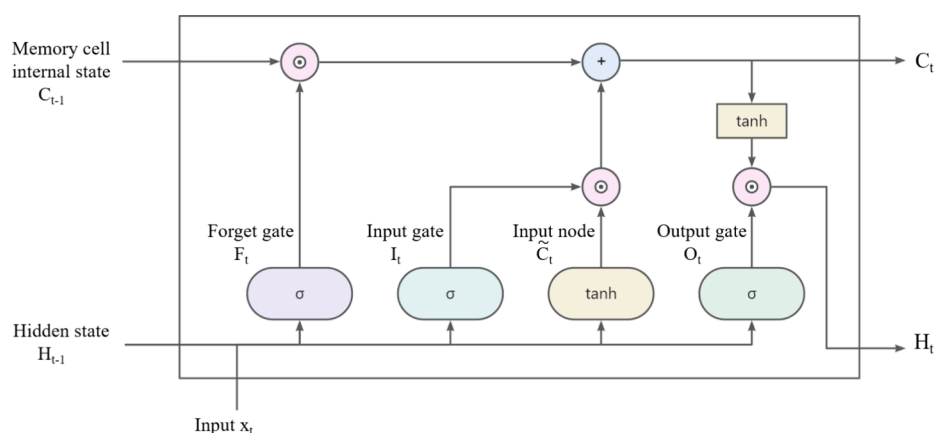 Memory cell
internal state
Cₜ₋₁
+
Cₜ
tanh
Forget gate
Fₜ
Input gate
Iₜ
Input node
C̃ₜ
Output gate
Oₜ
σ
σ
tanh
σ
Hidden state
Hₜ₋₁
Hₜ
Input xₜ